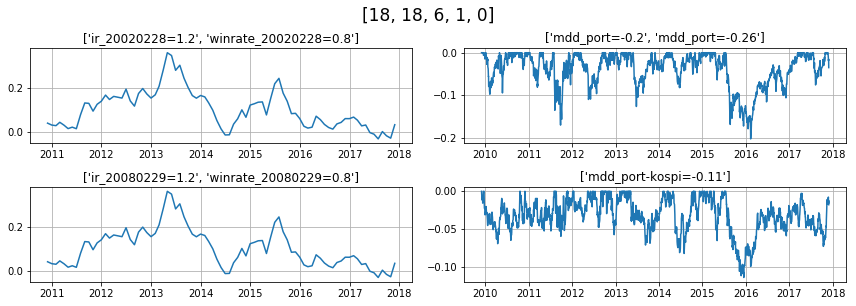 [18, 18, 6, 1, 0]
['ir_20020228=1.2', 'winrate_20020228=0.8']
0.2
0.0
2011 2012 2013 2014 2015 2016 2017 2018
['mdd_port=-0.2', 'mdd_port=-0.26']
0.0
−0.1
−0.2
2010 2011 2012 2013 2014 2015 2016 2017 2018
['ir_20080229=1.2', 'winrate_20080229=0.8']
0.2
0.0
2011 2012 2013 2014 2015 2016 2017 2018
['mdd_port-kospi=-0.11']
0.00
−0.05
−0.10
2010 2011 2012 2013 2014 2015 2016 2017 2018